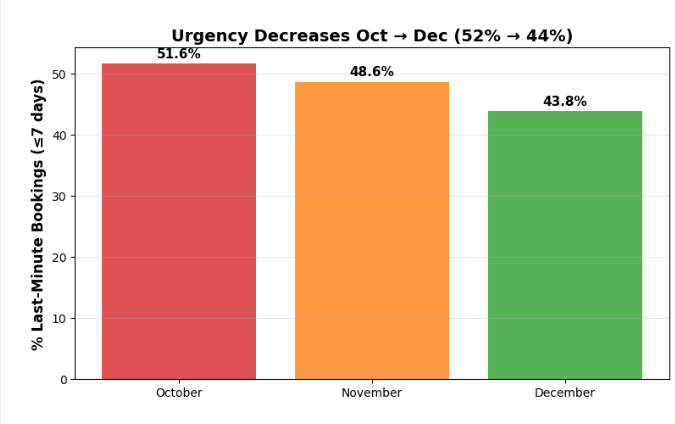 Urgency Decreases Oct → Dec (52% → 44%)
% Last-Minute Bookings (≤7 days)
50
40
30
20
10
0
51.6%
48.6%
43.8%
October
November
December